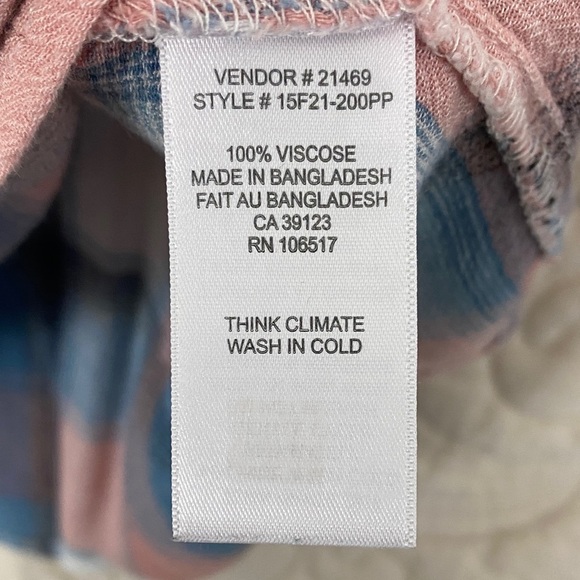 VENDOR # 21469
STYLE # 15F21-200PP
100% VISCOSE
MADE IN BANGLADESH
FAIT AU BANGLADESH
CA 39123
RN 106517
THINK CLIMATE
WASH IN COLD